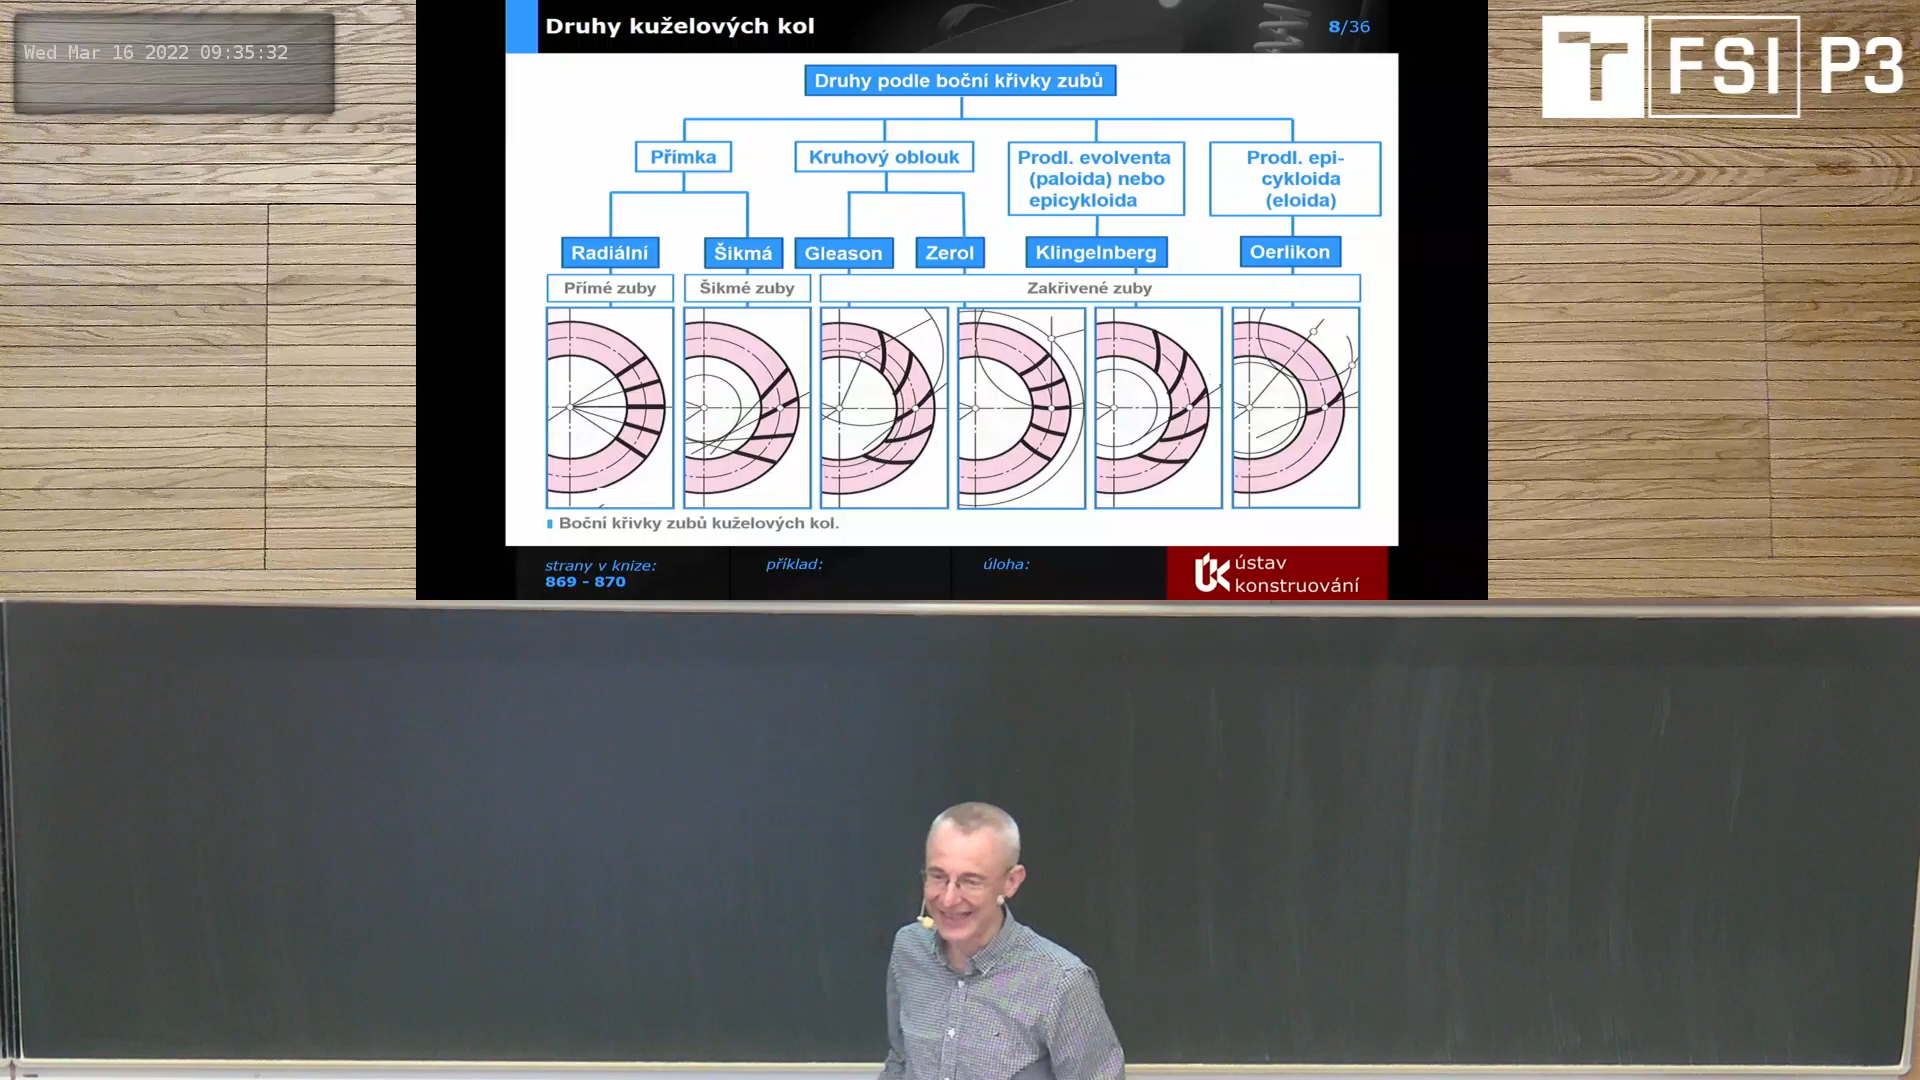 Wed Mar 16 2022 09:35:32
Druhy kuželových kol
8/36
T FSI P3
Druhy podle boční křivky zubů
Přímka
Kruhový oblouk
Prodl. evolventa
(paloida) nebo
epicykloida
Prodl. epi-
cykloida
(eloida)
Radiální
Šikmá
Gleason
Zerol
Klingelnberg
Oerlikon
Přímé zuby
Šikmé zuby
Zakřivené zuby
Boční křivky zubů kuželových kol.
strany v knize:
869 - 870
příklad:
úloha:
ústav
konstruování